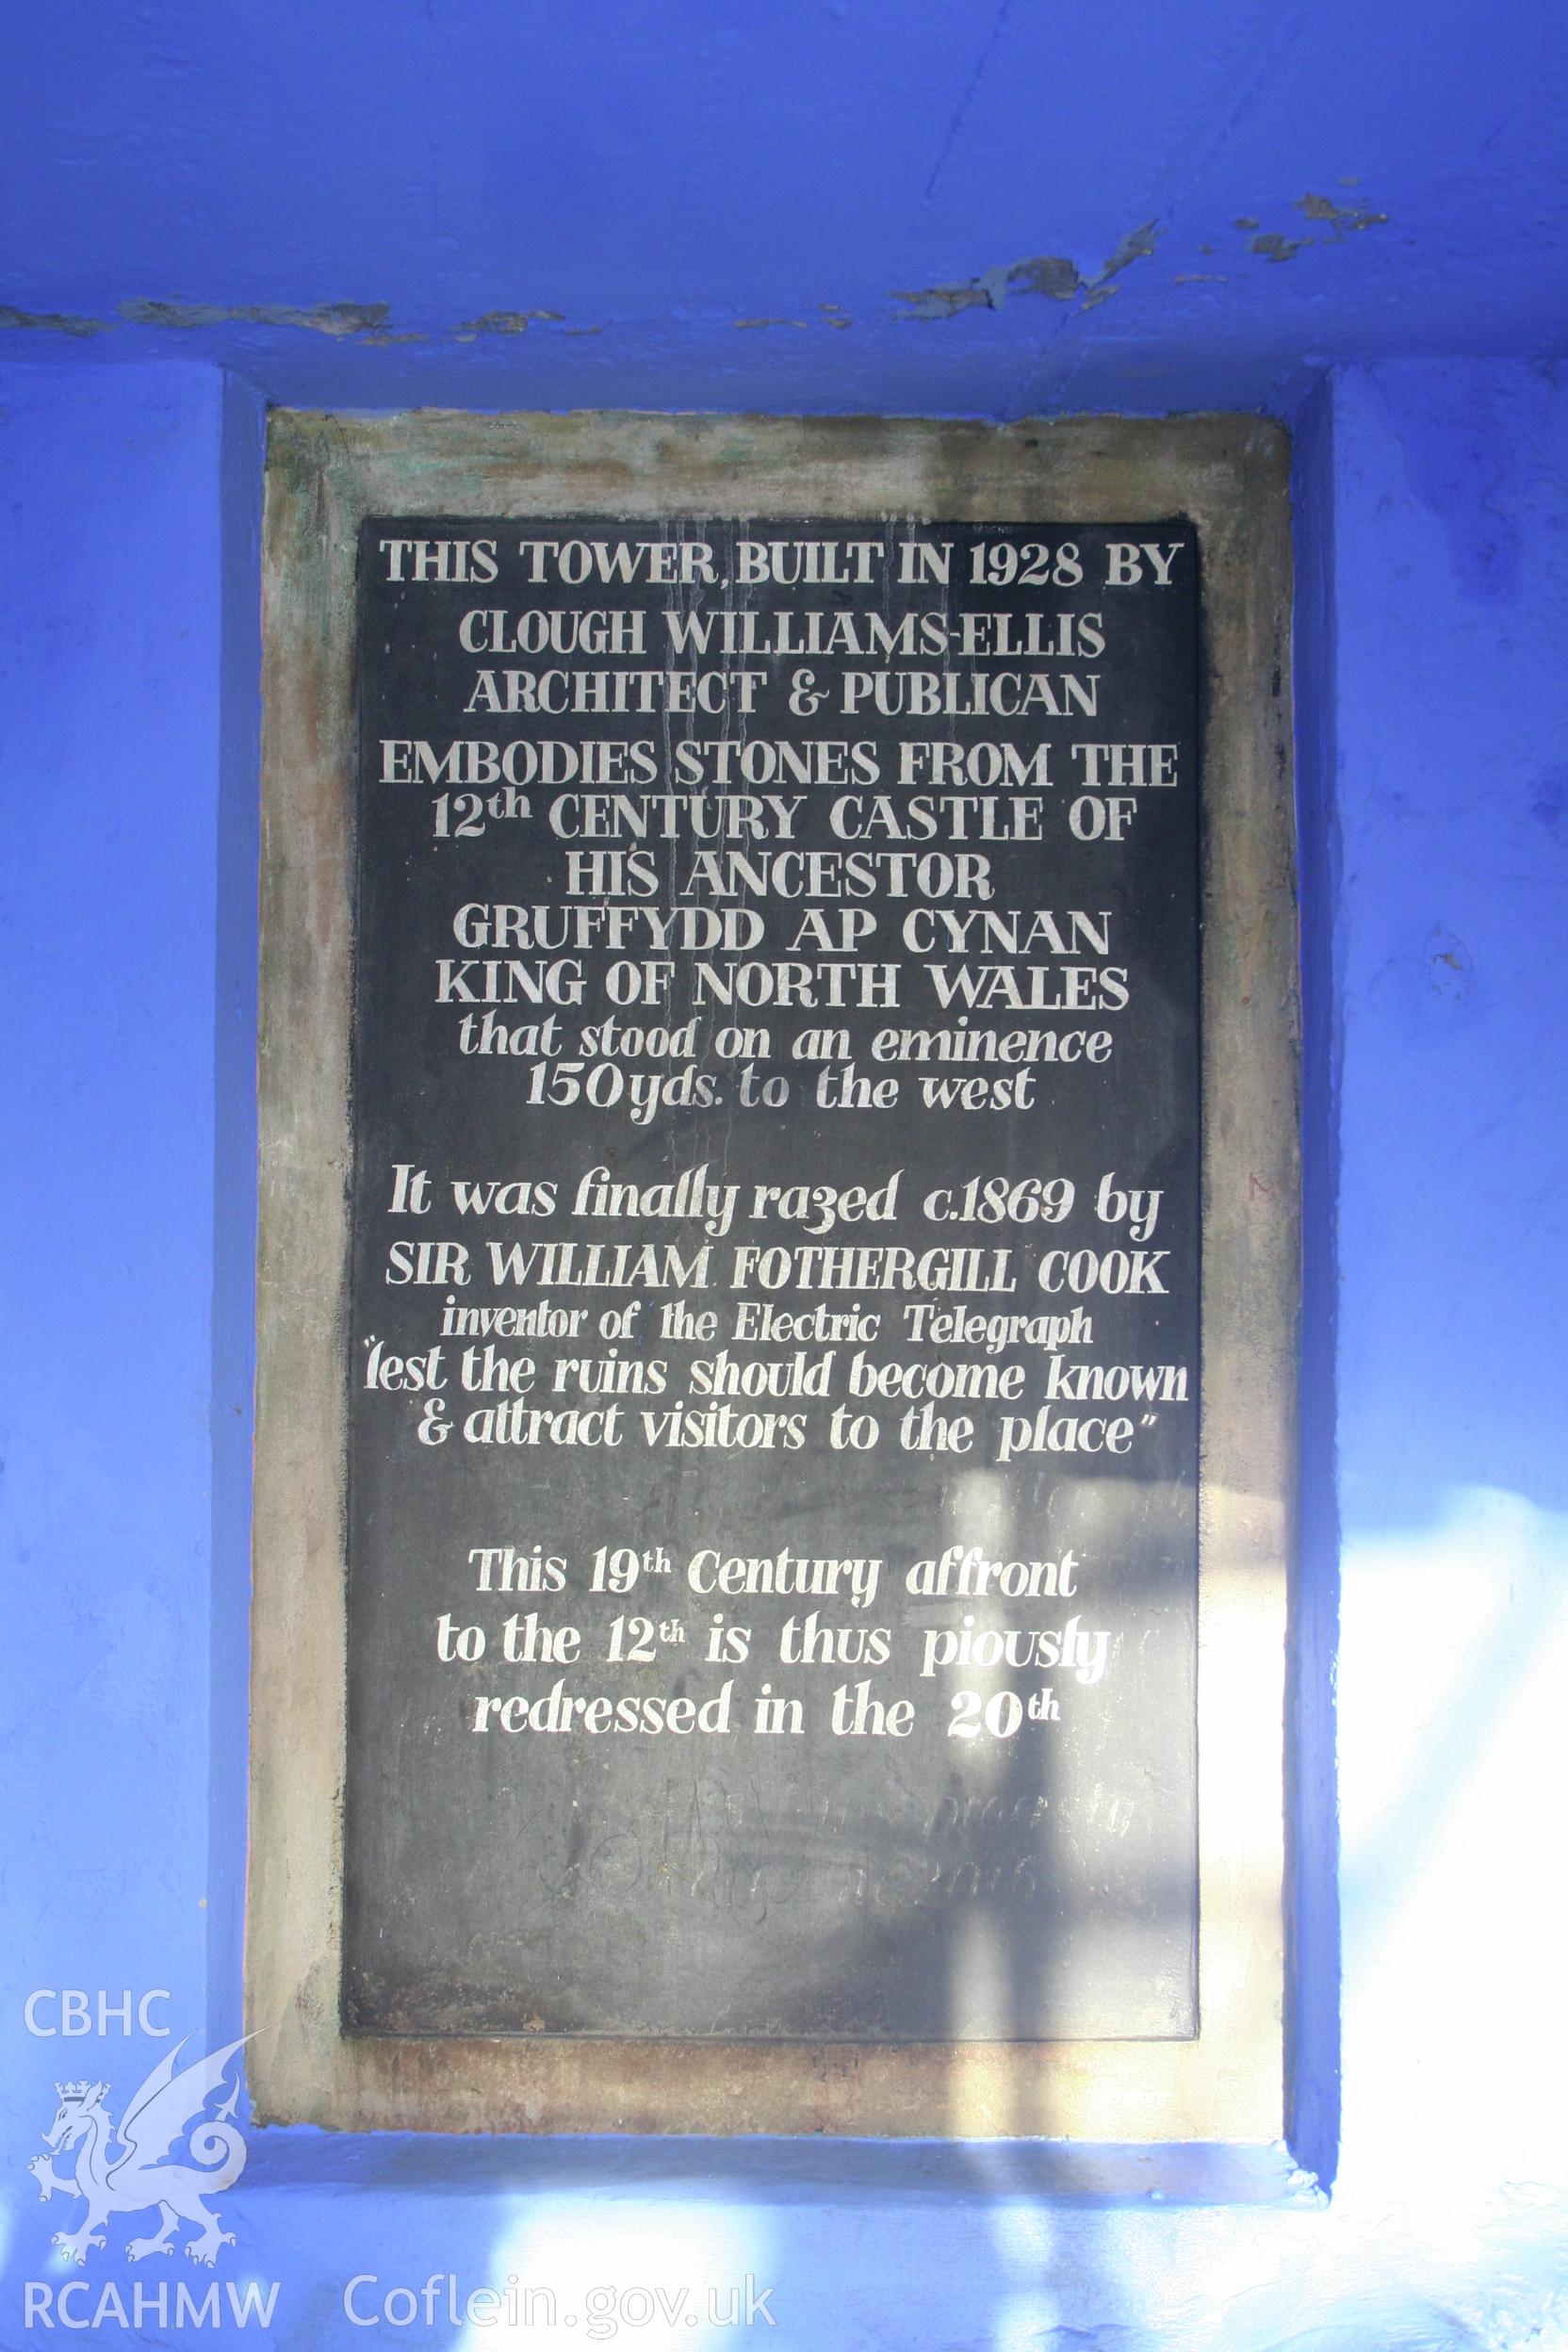 THIS TOWER, BUILT IN 1928 BY
CLOUGH WILLIAMS-ELLIS
ARCHITECT & PUBLICAN
EMBODIES STONES FROM THE
12th CENTURY CASTLE OF
HIS ANCESTOR
GRUFFYDD AP CYNAN
KING OF NORTH WALES
that stood on an eminence
150yds. to the west
It was finally razed c.1869 by
SIR WILLIAM FOTHERGILL COOK
inventor of the Electric Telegraph
"lest the ruins should become known
& attract visitors to the place"
This 19th Century affront
to the 12th is thus piously
redressed in the 20th
CBHC
RCAHMW
Coflein.gov.uk